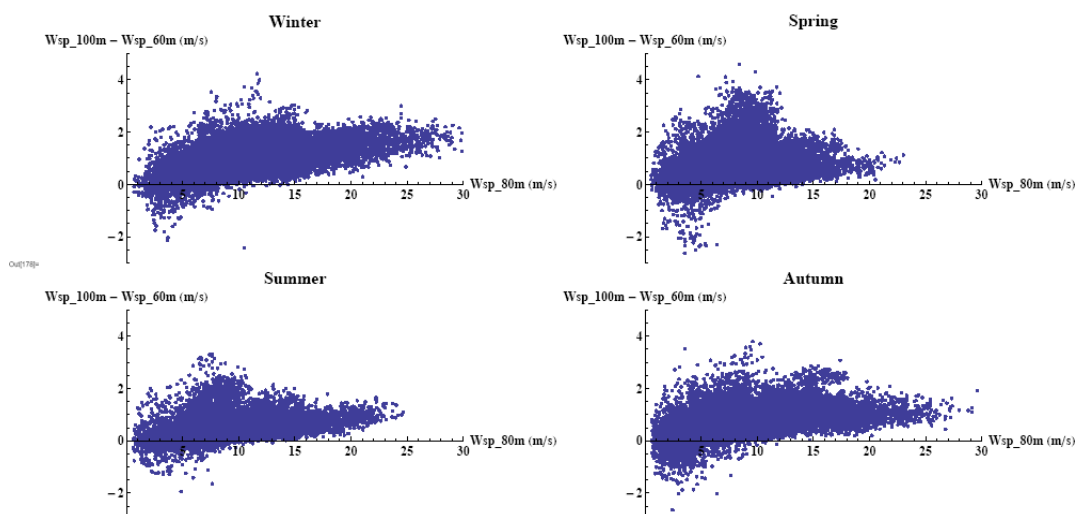 Winter
Wsp_100m – Wsp_60m (m/s)
4
2
0
–2
5 10 15 20 25 30
Wsp_80m (m/s)
Spring
Wsp_100m – Wsp_60m (m/s)
4
2
0
–2
5 10 15 20 25 30
Wsp_80m (m/s)
Out[178]=
Summer
Wsp_100m – Wsp_60m (m/s)
4
2
0
–2
5 10 15 20 25 30
Wsp_80m (m/s)
Autumn
Wsp_100m – Wsp_60m (m/s)
4
2
0
–2
5 10 15 20 25 30
Wsp_80m (m/s)